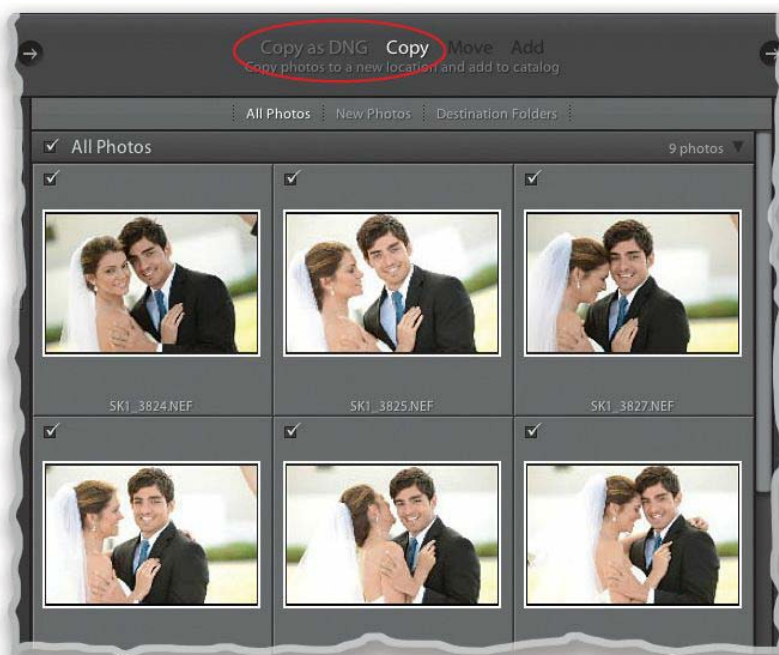 Copy as DNG Copy Move Add
Copy photos to a new location and add to catalog
All Photos New Photos Destination Folders
All Photos 9 photos
SK1_3824.NEF SK1_3825.NEF SK1_3827.NEF